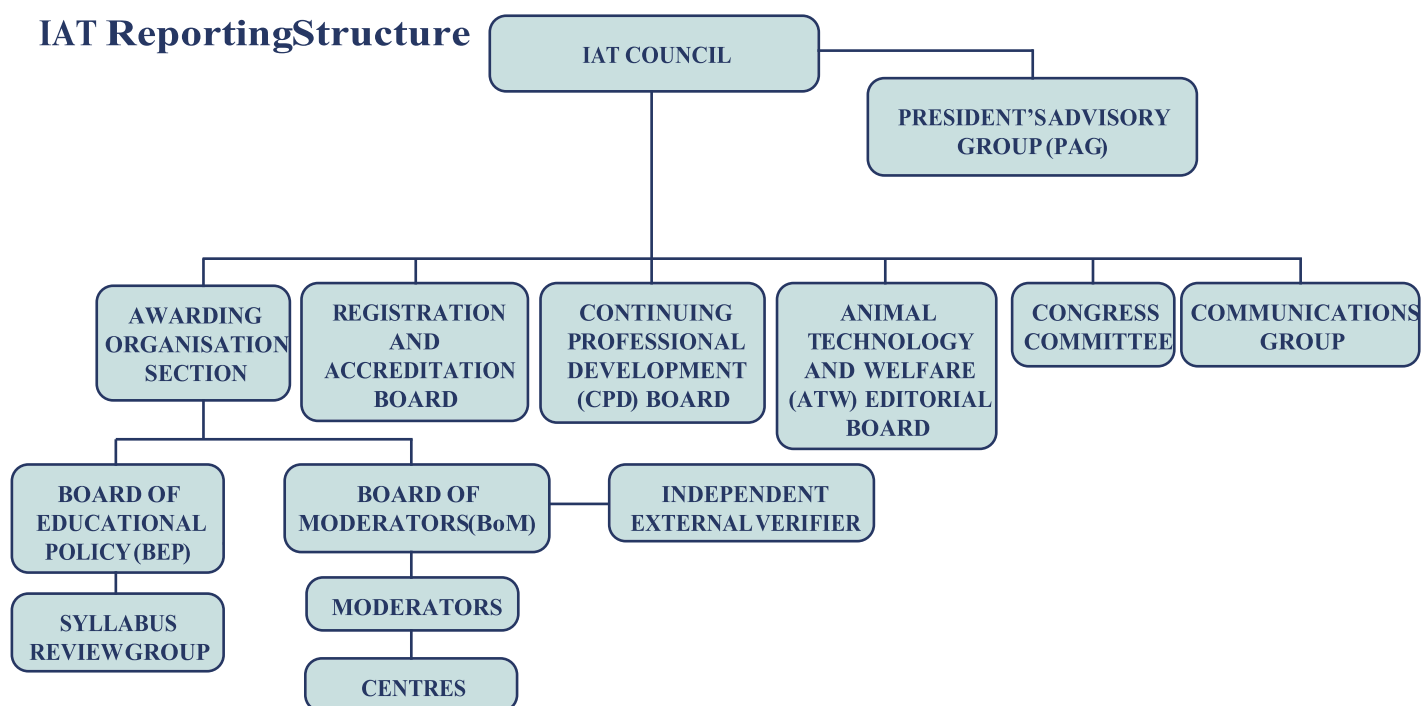 IAT ReportingStructure
IAT COUNCIL
PRESIDENT’SADVISORY
GROUP (PAG)
AWARDING
ORGANISATION
SECTION
REGISTRATION
AND
ACCREDITATION
BOARD
CONTINUING
PROFESSIONAL
DEVELOPMENT
(CPD) BOARD
ANIMAL
TECHNOLOGY
AND WELFARE
(ATW) EDITORIAL
BOARD
CONGRESS
COMMITTEE
COMMUNICATIONS
GROUP
BOARD OF
EDUCATIONAL
POLICY (BEP)
BOARD OF
MODERATORS(BoM)
INDEPENDENT
EXTERNAL VERIFIER
SYLLABUS
REVIEWGROUP
MODERATORS
CENTRES